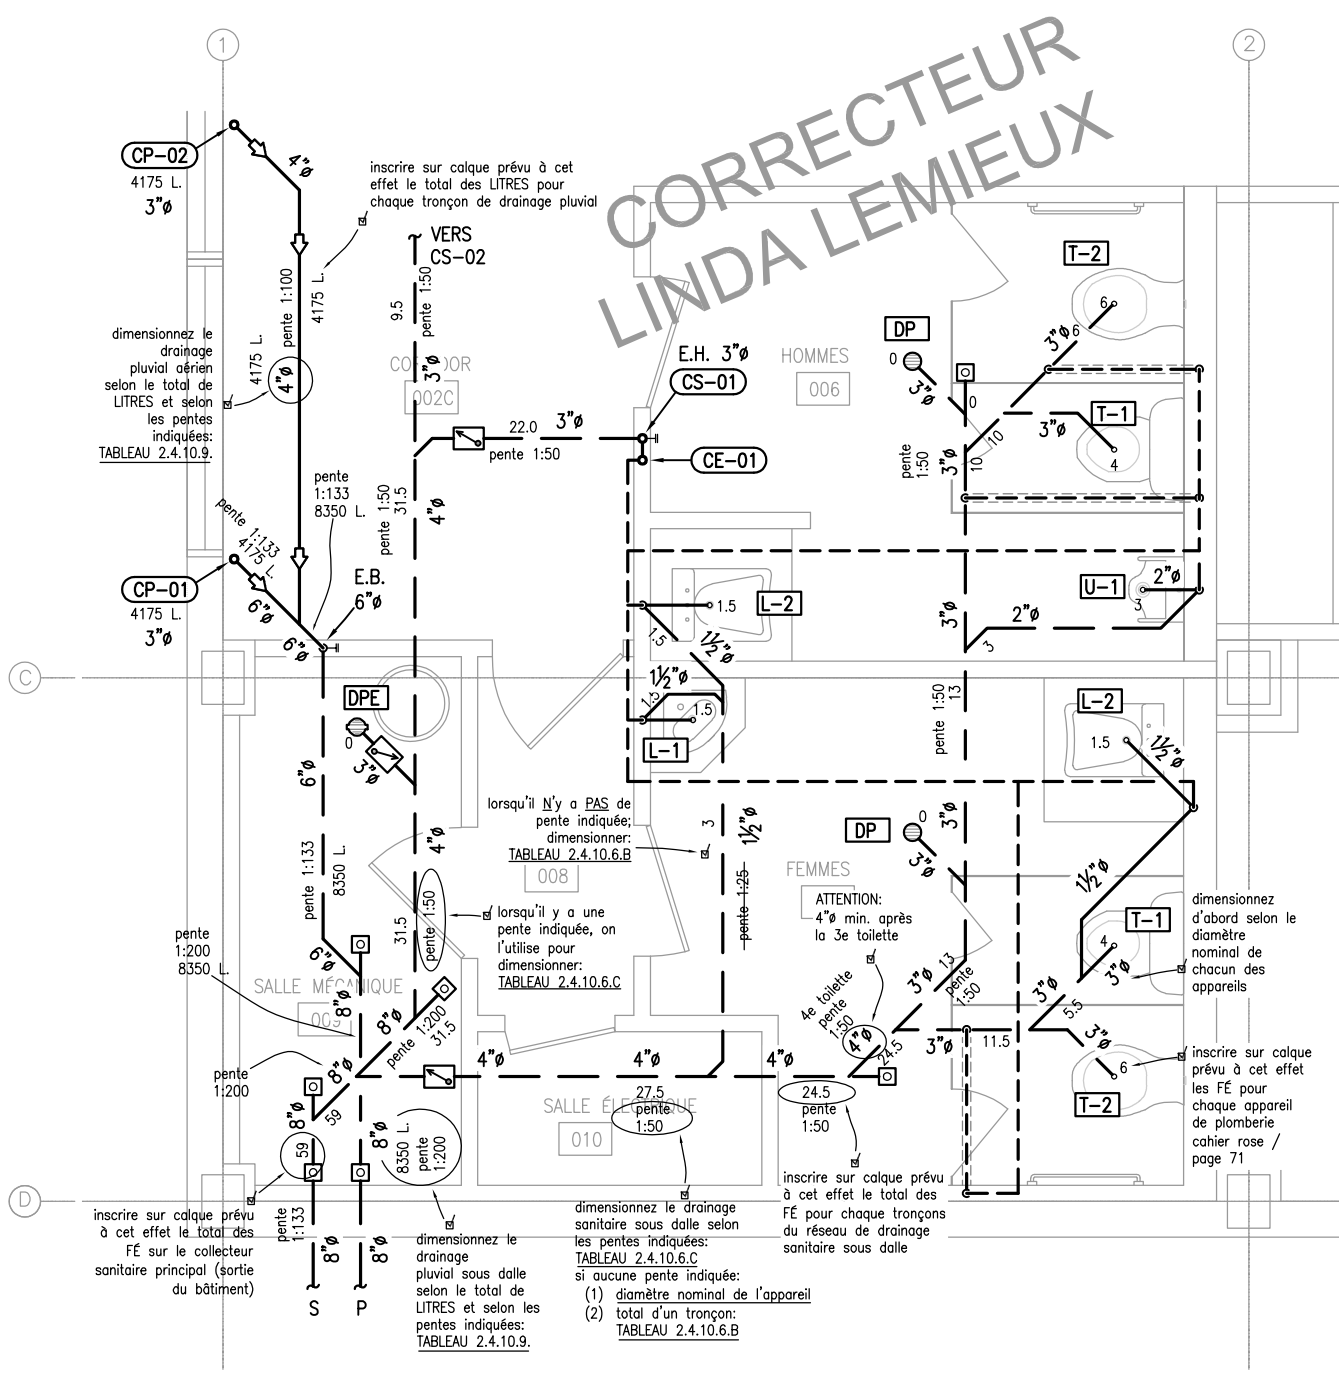 1
2
CORRECTEUR
LINDA LEMIEUX
CP-02
4175 L.
3"ø
4"ø
inscrire sur calque prévu à cet
effet le total des LITRES pour
chaque tronçon de drainage pluvial
VERS
CS-02
pente 1:100
4175 L.
9.5
pente 1:50
dimensionnez le
drainage
pluvial aérien
selon le total de
LITRES et selon
les pentes
indiquées:
TABLEAU 2.4.10.9.
4175 L.
4"ø
3"ø
002C
E.H. 3"ø
CS-01
CE-01
22.0
3"ø
pente 1:50
HOMMES
006
DP
0
3"ø
T-2
6
6
3"ø
0
T-1
3"ø
4
10
10
pente
1:50
3"ø
pente
1:133
8350 L.
pente 1:50
31.5
4"ø
pente 1:133
4175 L.
CP-01
4175 L.
3"ø
6"ø
6"ø
E.B.
6"ø
L-2
1.5
1.5
1½"ø
U-1
2"ø
3
2"ø
3
3"ø
C
DPE
0
3"ø
1½"ø
1.5
1.5
L-1
pente 1:50
13
L-2
1.5
1½"ø
6"ø
4"ø
lorsqu'il N'y a PAS de
pente indiquée;
dimensionner:
TABLEAU 2.4.10.6.B
008
3
1½"ø
pente 1:25
DP
0
3"ø
3"ø
FEMMES
ATTENTION:
4"ø min. après
la 3e toilette
1½"ø
T-1
4
3"ø
dimensionnez
d'abord selon le
diamètre
nominal de
chacun des
appareils
pente 1:133
8350 L.
31.5
pente 1:50
lorsqu'il y a une
pente indiquée, on
l'utilise pour
dimensionner:
TABLEAU 2.4.10.6.C
pente
1:200
8350 L.
6"ø
SALLE MÉCANIQUE
009
8"ø
8"ø
pente 1:200
31.5
4e toilette
pente
1:50
4"ø
24.5
3"ø
13
pente
1:50
3"ø
5.5
3"ø
11.5
3"ø
6
T-2
inscrire sur calque
prévu à cet effet
les FÉ pour
chaque appareil
de plomberie
cahier rose /
page 71
pente
1:200
8"ø
4"ø
4"ø
4"ø
27.5
pente
1:50
24.5
pente
1:50
SALLE ÉLECTRIQUE
010
8"ø
59
59
8"ø
8350 L.
pente
1:200
D
inscrire sur calque prévu
à cet effet le total des
FÉ sur le collecteur
sanitaire principal (sortie
du bâtiment)
pente
1:133
8"ø
8"ø
S
P
dimensionnez le
drainage
pluvial sous dalle
selon le total de
LITRES et selon les
pentes indiquées:
TABLEAU 2.4.10.9.
dimensionnez le drainage
sanitaire sous dalle selon
les pentes indiquées:
TABLEAU 2.4.10.6.C
si aucune pente indiquée:
(1) diamètre nominal de l'appareil
(2) total d'un tronçon:
TABLEAU 2.4.10.6.B
inscrire sur calque prévu
à cet effet le total des
FÉ pour chaque tronçons
du réseau de drainage
sanitaire sous dalle